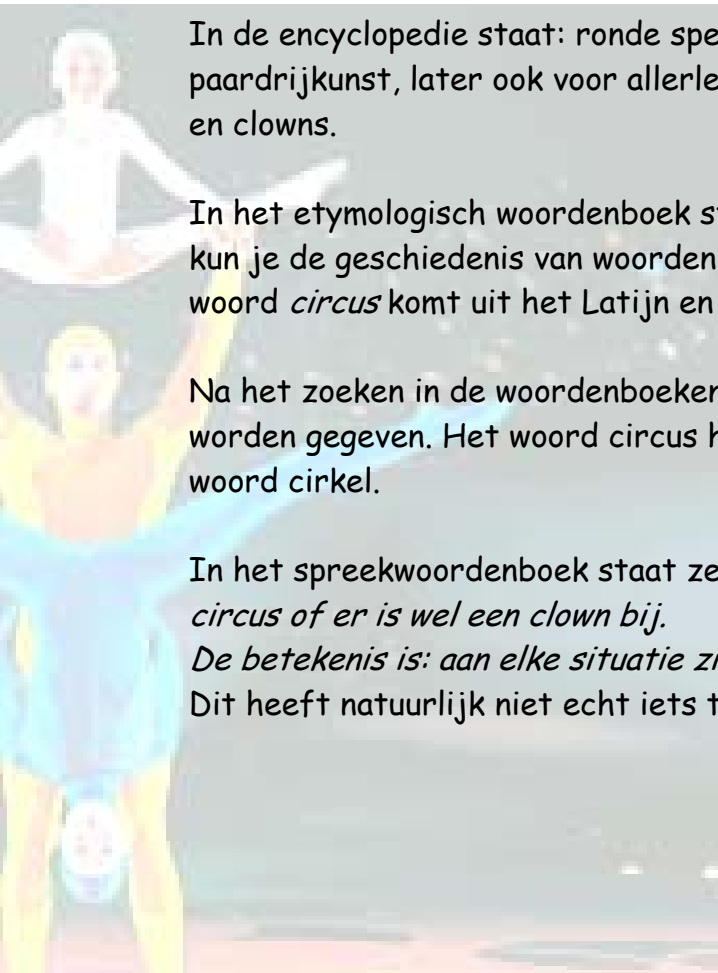 In de encyclopedie staat: ronde spe
paardrijkunst, later ook voor allerle
en clowns.
In het etymologisch woordenboek st
kun je de geschiedenis van woorden
woord circus komt uit het Latijn en
Na het zoeken in de woordenboeken
worden gegeven. Het woord circus h
woord cirkel.
In het spreekwoordenboek staat ze
circus of er is wel een clown bij.
De betekenis is: aan elke situatie zi
Dit heeft natuurlijk niet echt iets t